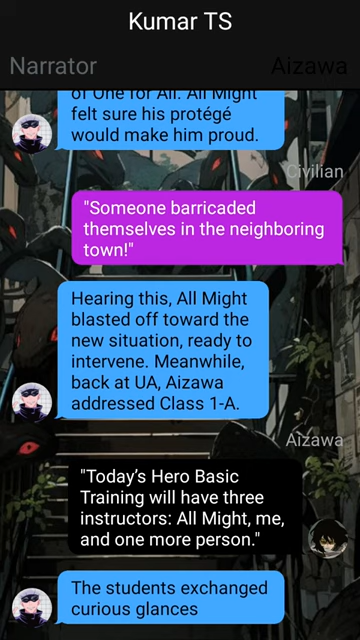 Kumar TS
Narrator
Aizawa
of One for All. All Might
felt sure his protégé
would make him proud.
Civilian
"Someone barricaded
themselves in the neighboring
town!"
Hearing this, All Might
blasted off toward the
new situation, ready to
intervene. Meanwhile,
back at UA, Aizawa
addressed Class 1-A.
Aizawa
"Today’s Hero Basic
Training will have three
instructors: All Might, me,
and one more person."
The students exchanged
curious glances